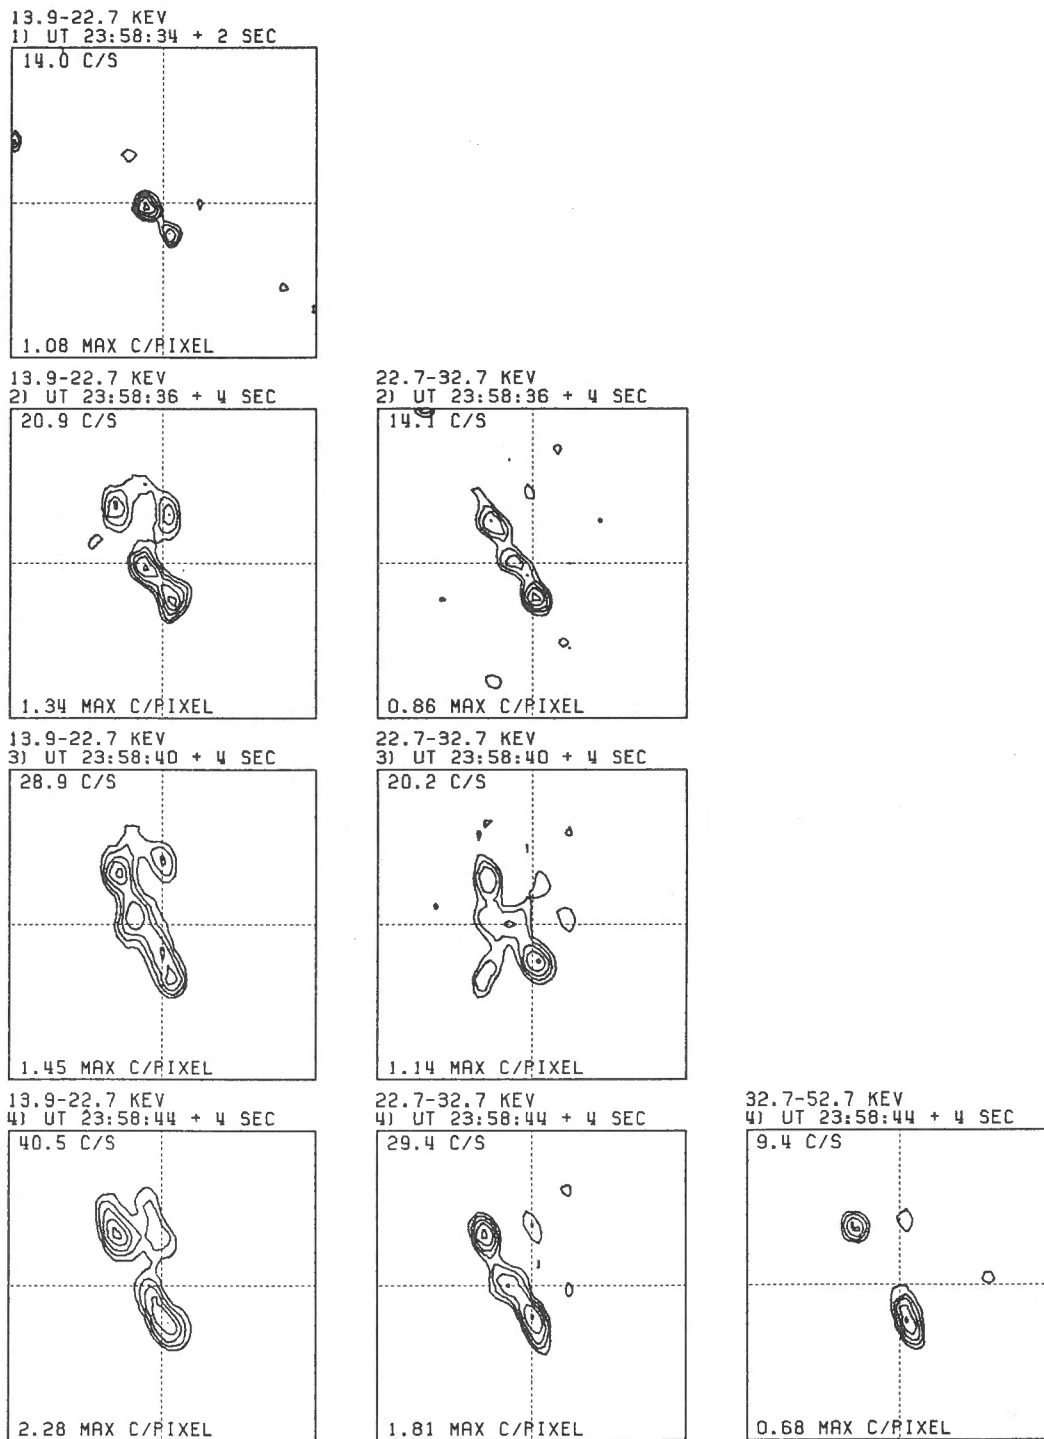 13.9-22.7 KEV
1) UT 23:58:34 + 2 SEC
14.0 C/S
1.08 MAX C/PIXEL
13.9-22.7 KEV
2) UT 23:58:36 + 4 SEC
20.9 C/S
1.34 MAX C/PIXEL
22.7-32.7 KEV
2) UT 23:58:36 + 4 SEC
14.1 C/S
0.86 MAX C/PIXEL
13.9-22.7 KEV
3) UT 23:58:40 + 4 SEC
28.9 C/S
1.45 MAX C/PIXEL
22.7-32.7 KEV
3) UT 23:58:40 + 4 SEC
20.2 C/S
1.14 MAX C/PIXEL
13.9-22.7 KEV
4) UT 23:58:44 + 4 SEC
40.5 C/S
2.28 MAX C/PIXEL
22.7-32.7 KEV
4) UT 23:58:44 + 4 SEC
29.4 C/S
1.81 MAX C/PIXEL
32.7-52.7 KEV
4) UT 23:58:44 + 4 SEC
9.4 C/S
0.68 MAX C/PIXEL